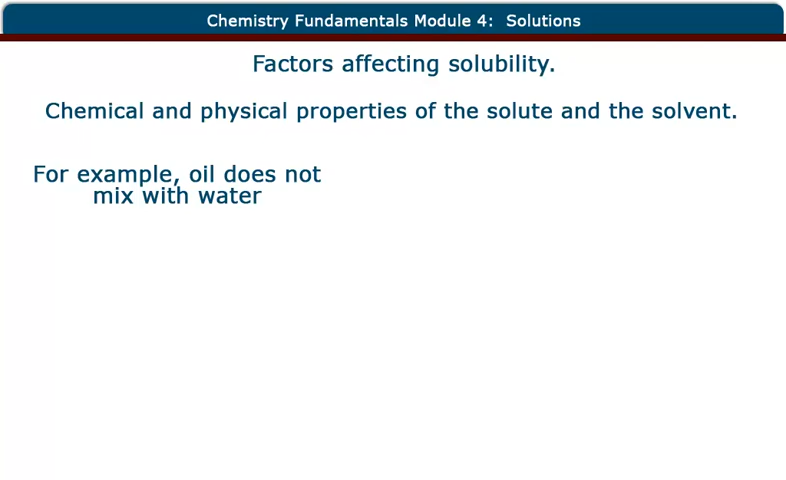 Chemistry Fundamentals Module 4: Solutions
Factors affecting solubility.
Chemical and physical properties of the solute and the solvent.
For example, oil does not
mix with water